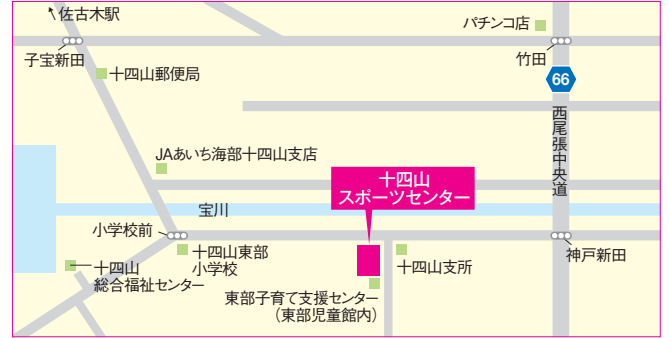 佐古木駅
パチンコ店
子宝新田
竹田
十四山郵便局
66
西尾張中央道
JAあいち海部十四山支店
十四山
スポーツセンター
宝川
小学校前
十四山東部
小学校
十四山支所
神戸新田
十四山
総合福祉センター
東部子育て支援センター
（東部児童館内）